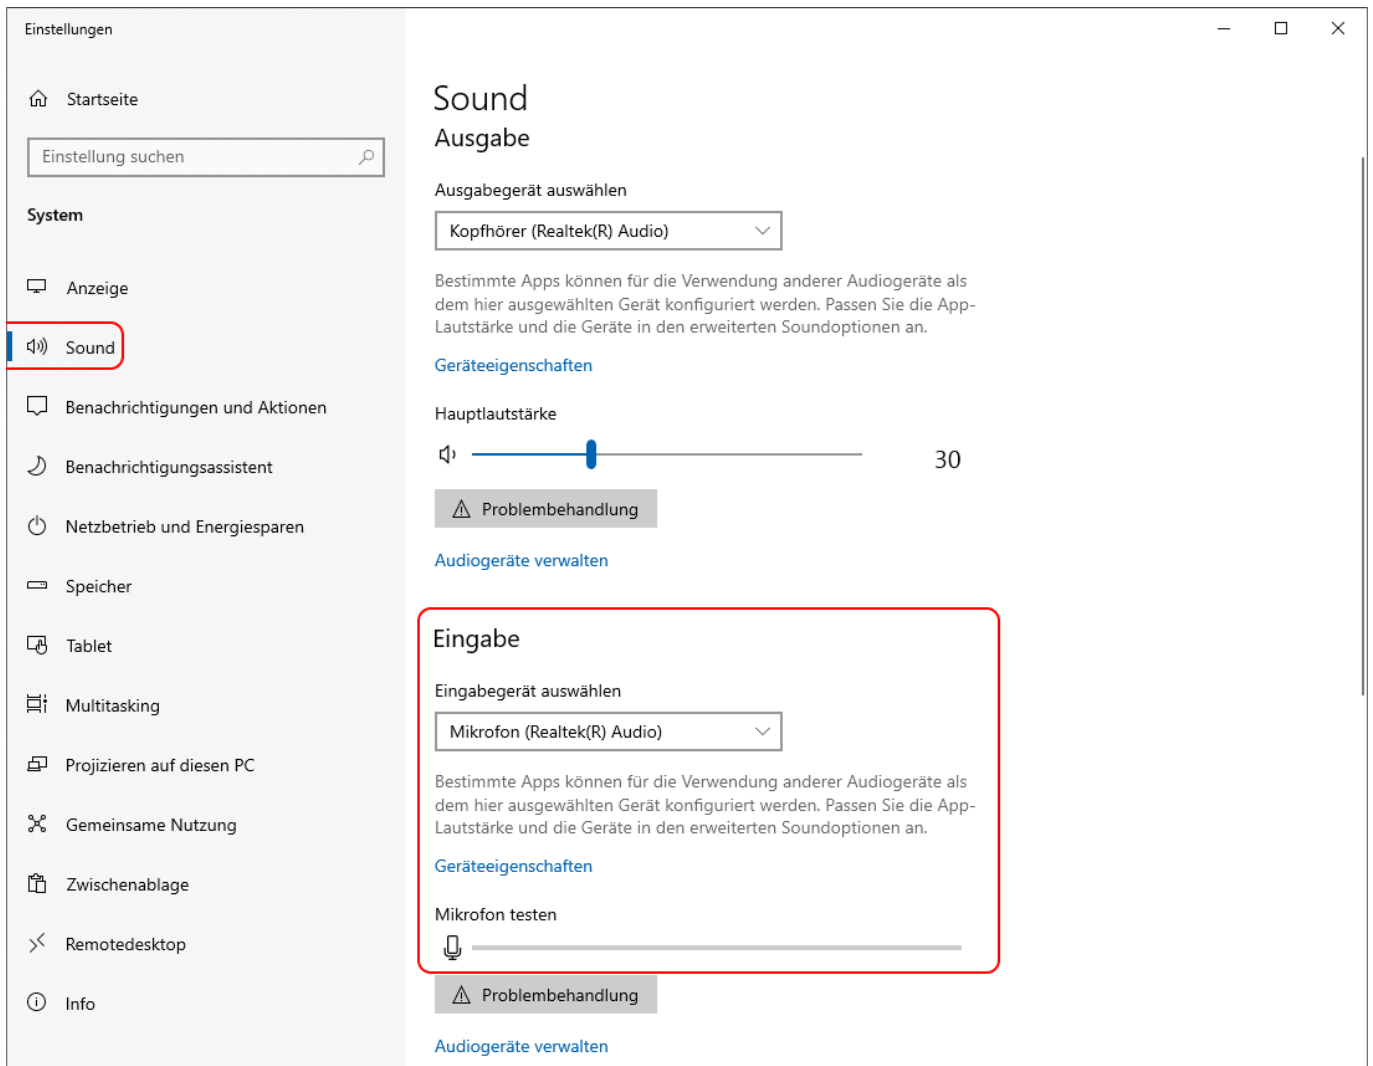 Einstellungen
Startseite
Einstellung suchen
System
Anzeige
Sound
Benachrichtigungen und Aktionen
Benachrichtigungsassistent
Netzbetrieb und Energiesparen
Speicher
Tablet
Multitasking
Projizieren auf diesen PC
Gemeinsame Nutzung
Zwischenablage
Remotedesktop
Info
Sound
Ausgabe
Ausgabegerät auswählen
Kopfhörer (Realtek(R) Audio)
Bestimmte Apps können für die Verwendung anderer Audiogeräte als
dem hier ausgewählten Gerät konfiguriert werden. Passen Sie die App-
Lautstärke und die Geräte in den erweiterten Soundoptionen an.
Geräteeigenschaften
Hauptlautstärke
30
Problembehandlung
Audiogeräte verwalten
Eingabe
Eingabegerät auswählen
Mikrofon (Realtek(R) Audio)
Bestimmte Apps können für die Verwendung anderer Audiogeräte als
dem hier ausgewählten Gerät konfiguriert werden. Passen Sie die App-
Lautstärke und die Geräte in den erweiterten Soundoptionen an.
Geräteeigenschaften
Mikrofon testen
Problembehandlung
Audiogeräte verwalten